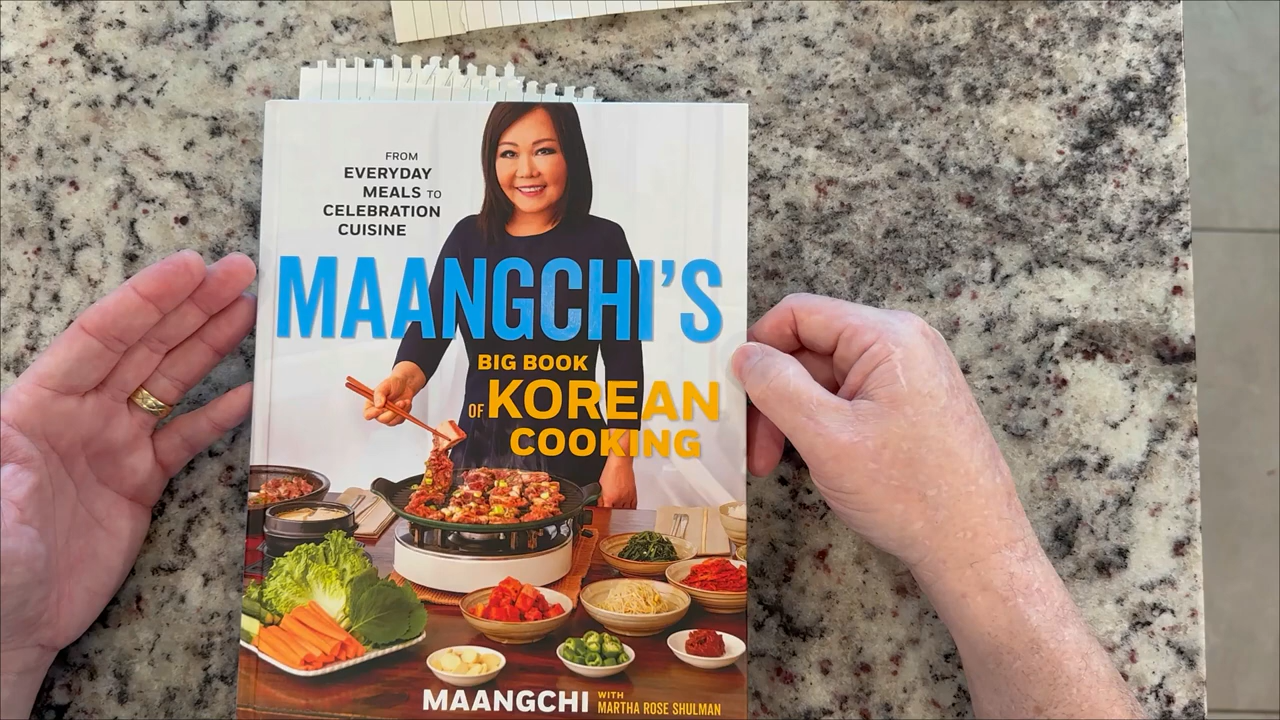 FROM
EVERYDAY
MEALS TO
CELEBRATION
CUISINE
MAANGCHI'S
BIG BOOK
OF KOREAN
COOKING
MAANGCHI WITH
MARTHA ROSE SHULMAN